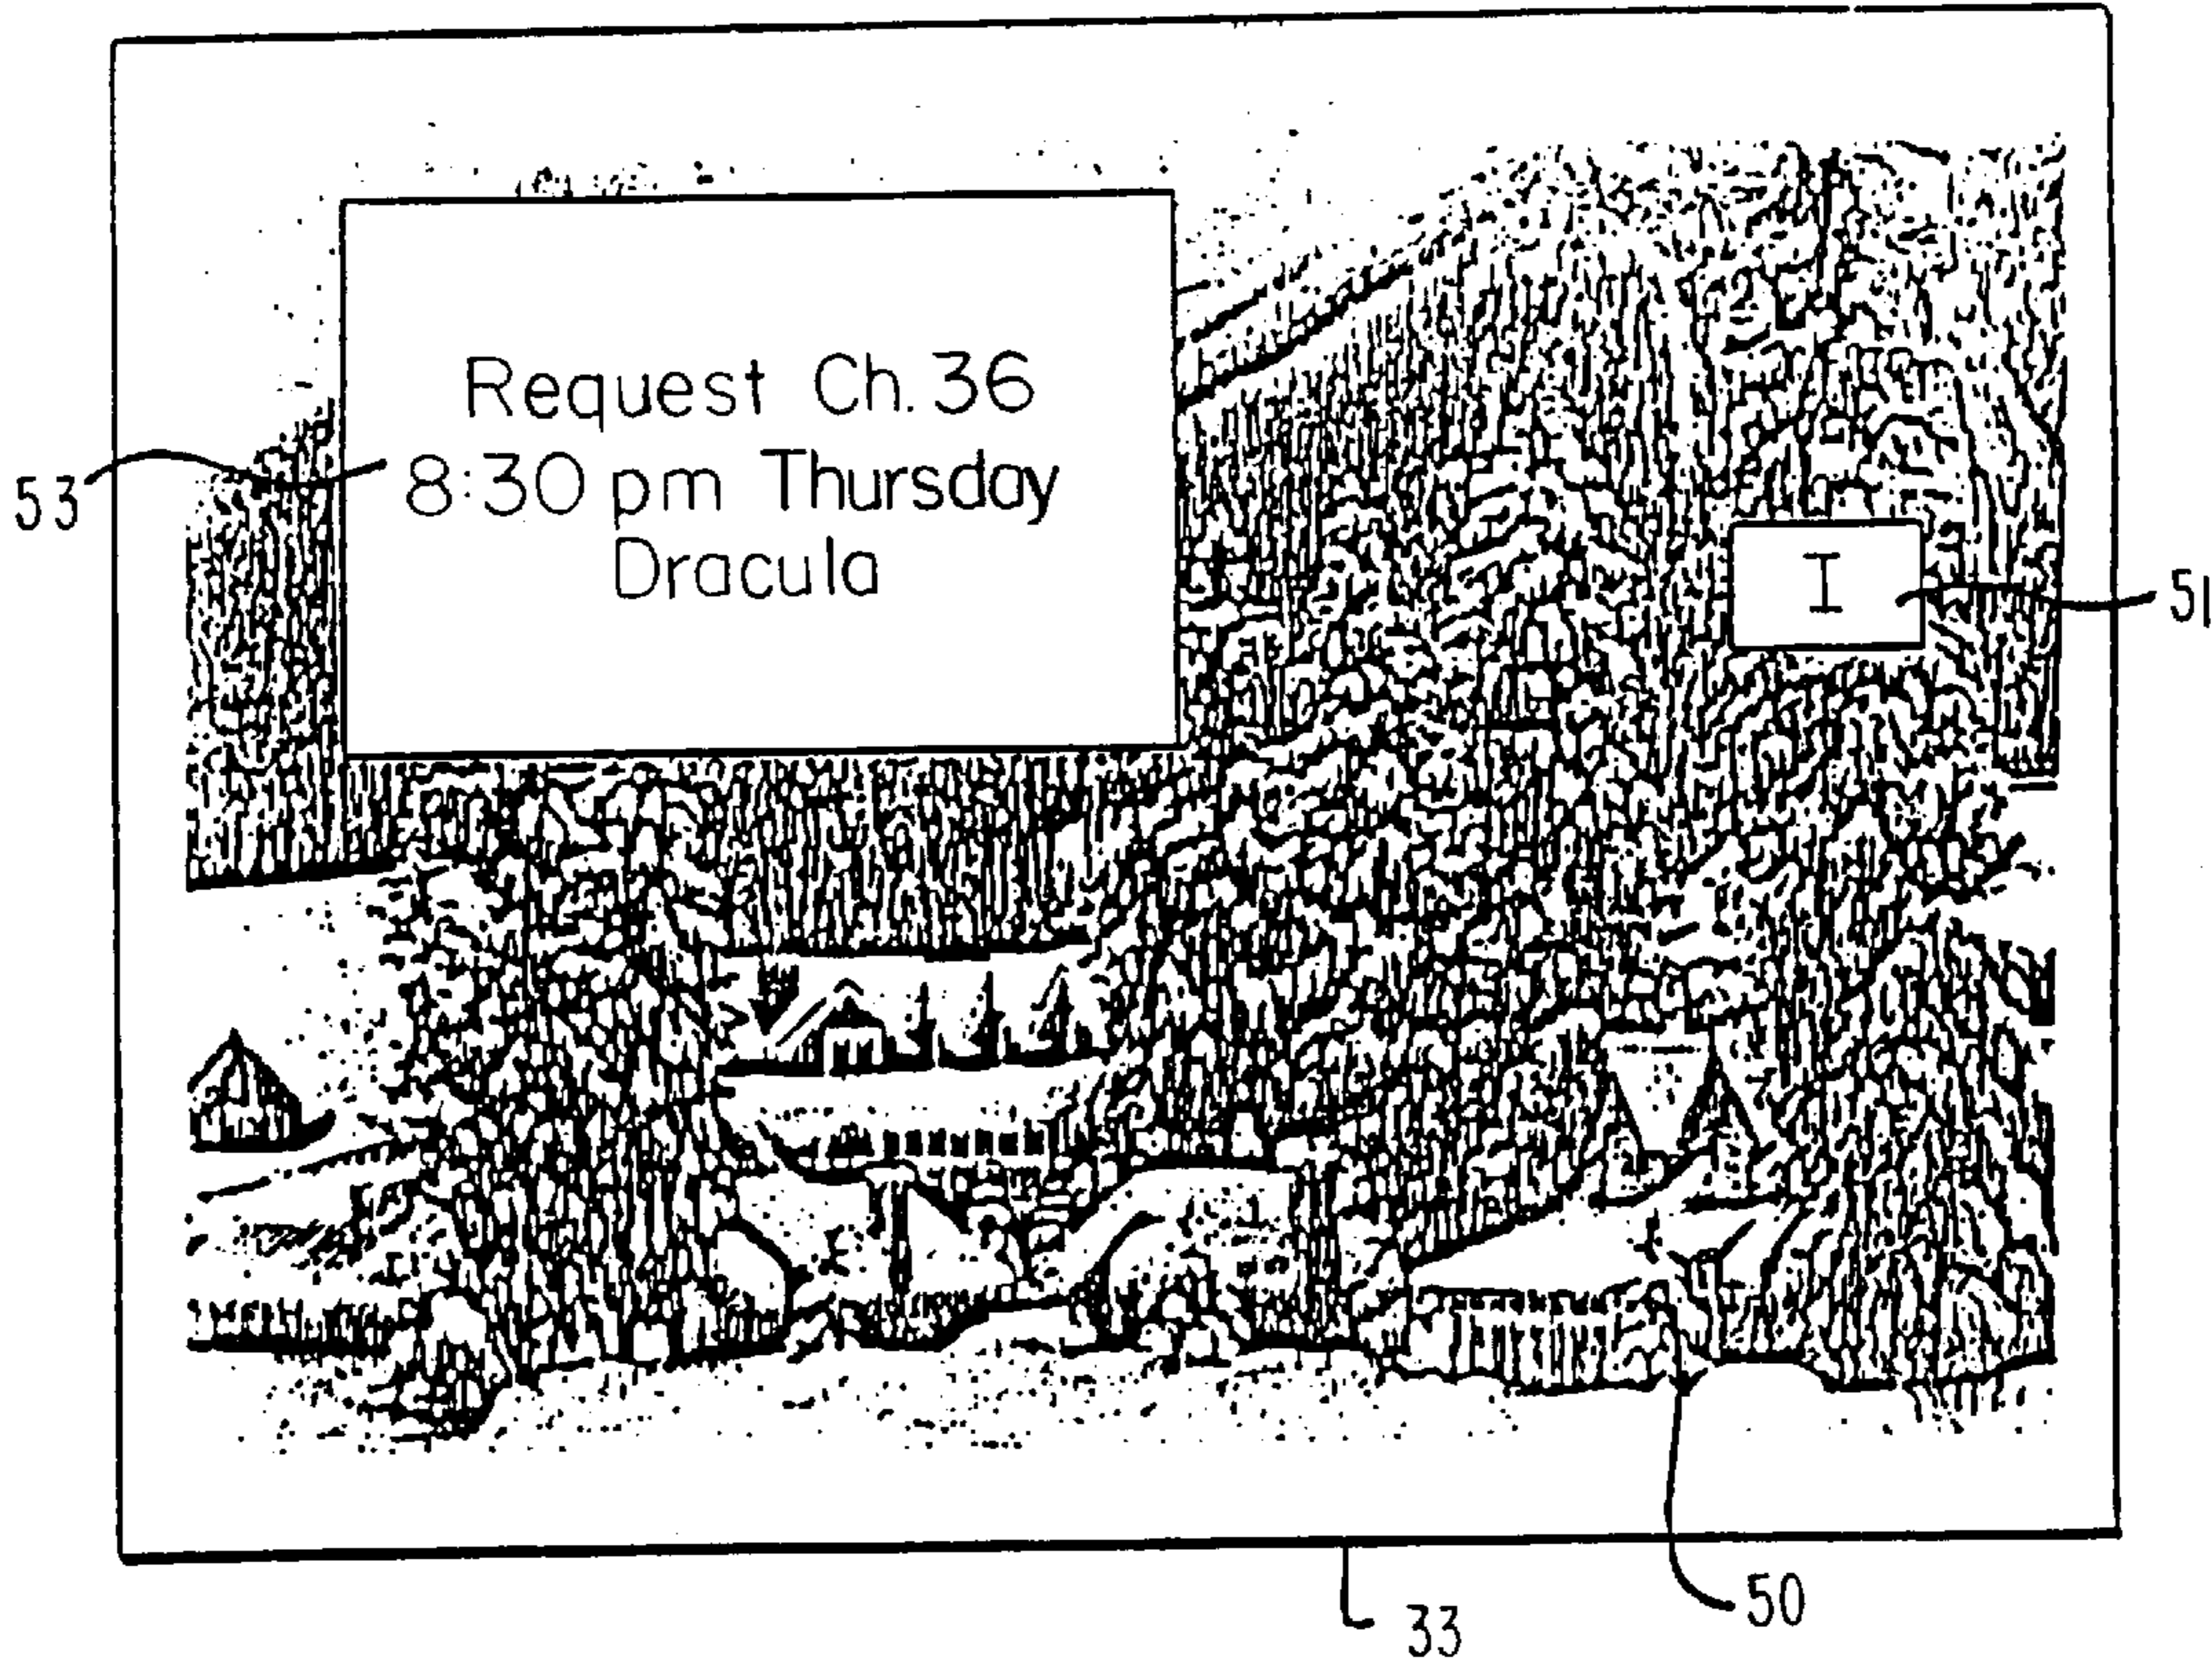 Request Ch. 36
8:30 pm Thursday
Dracula
53
I
51
50
33